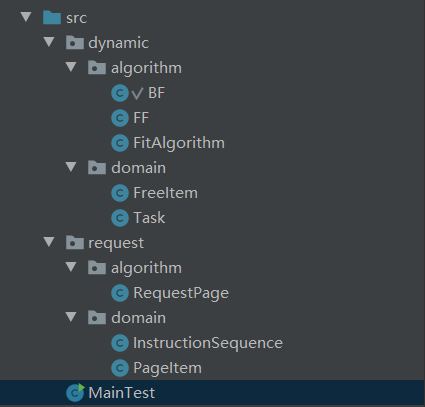 src
dynamic
algorithm
BF
FF
FitAlgorithm
domain
FreeItem
Task
request
algorithm
RequestPage
domain
InstructionSequence
PageItem
MainTest